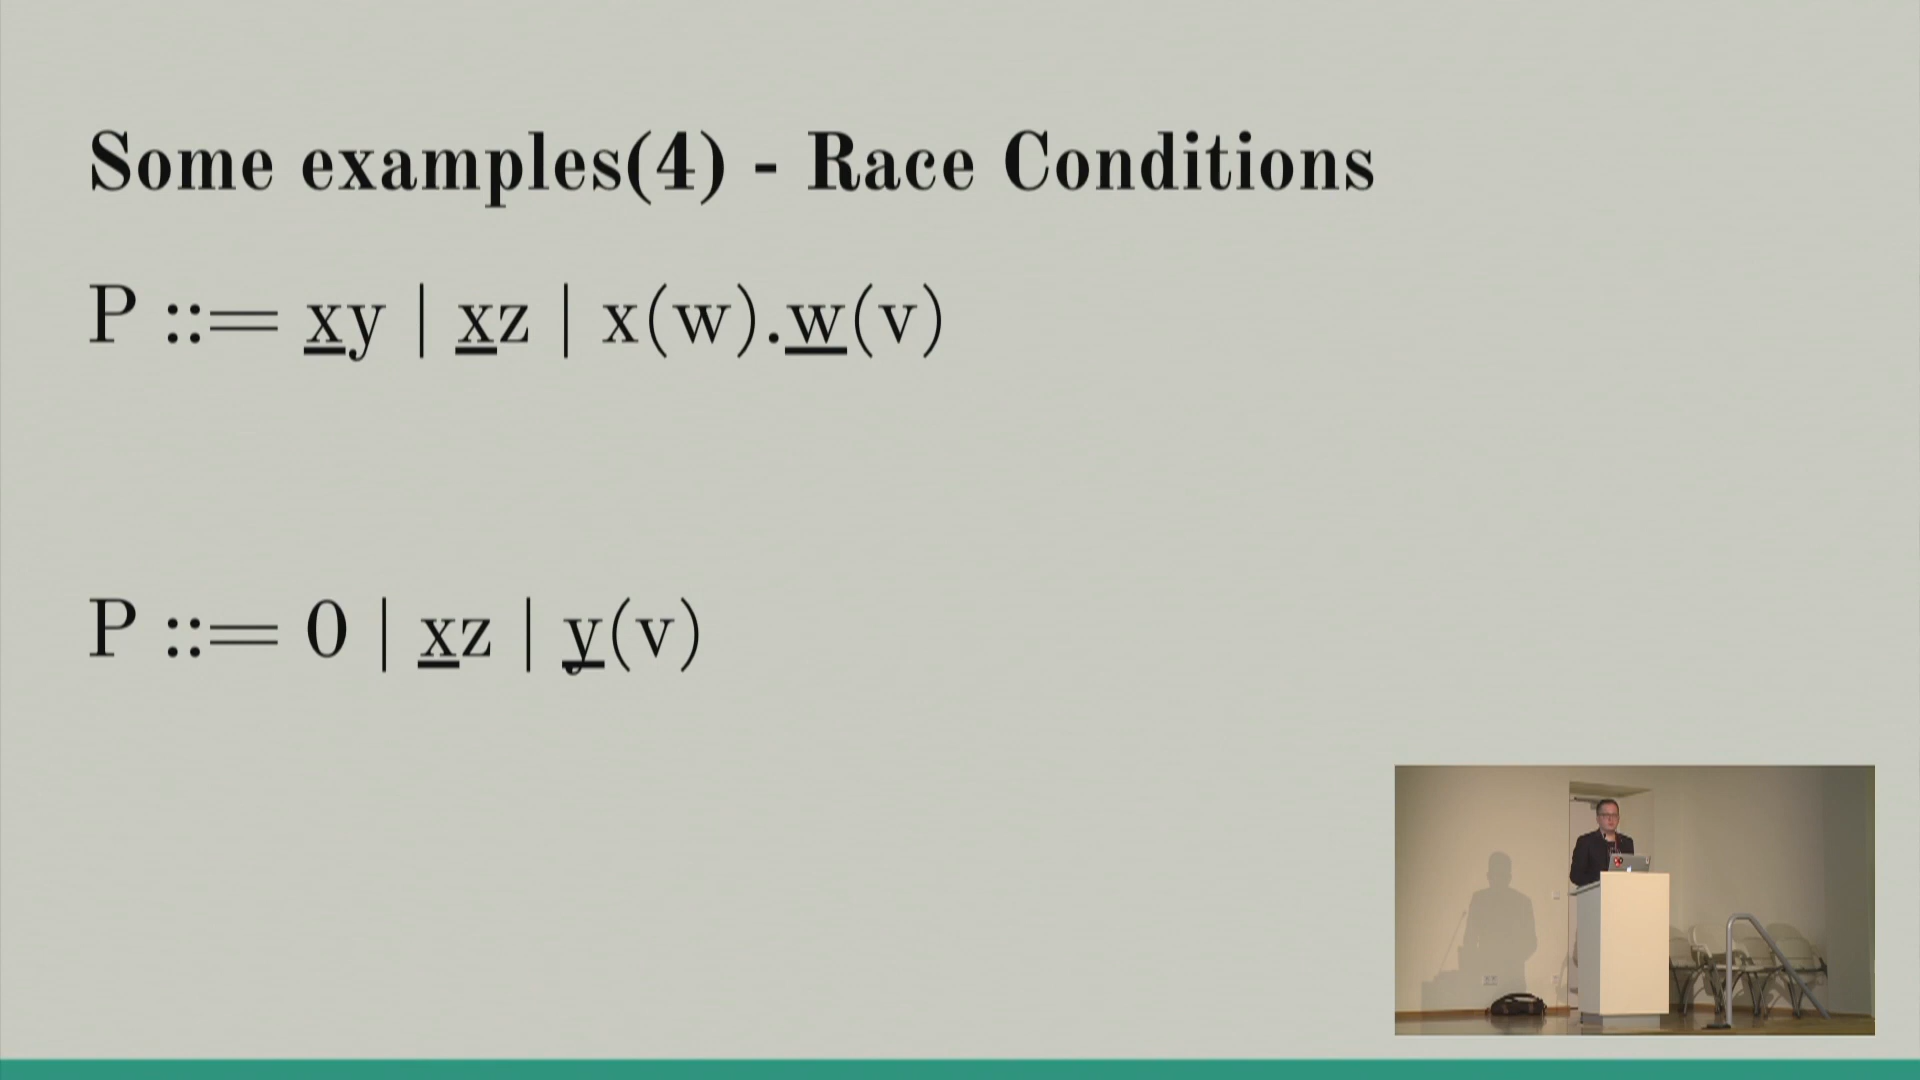 Some examples(4) - Race Conditions
P ::= xy | xz | x(w).w(v)
P ::= 0 | xz | y(v)